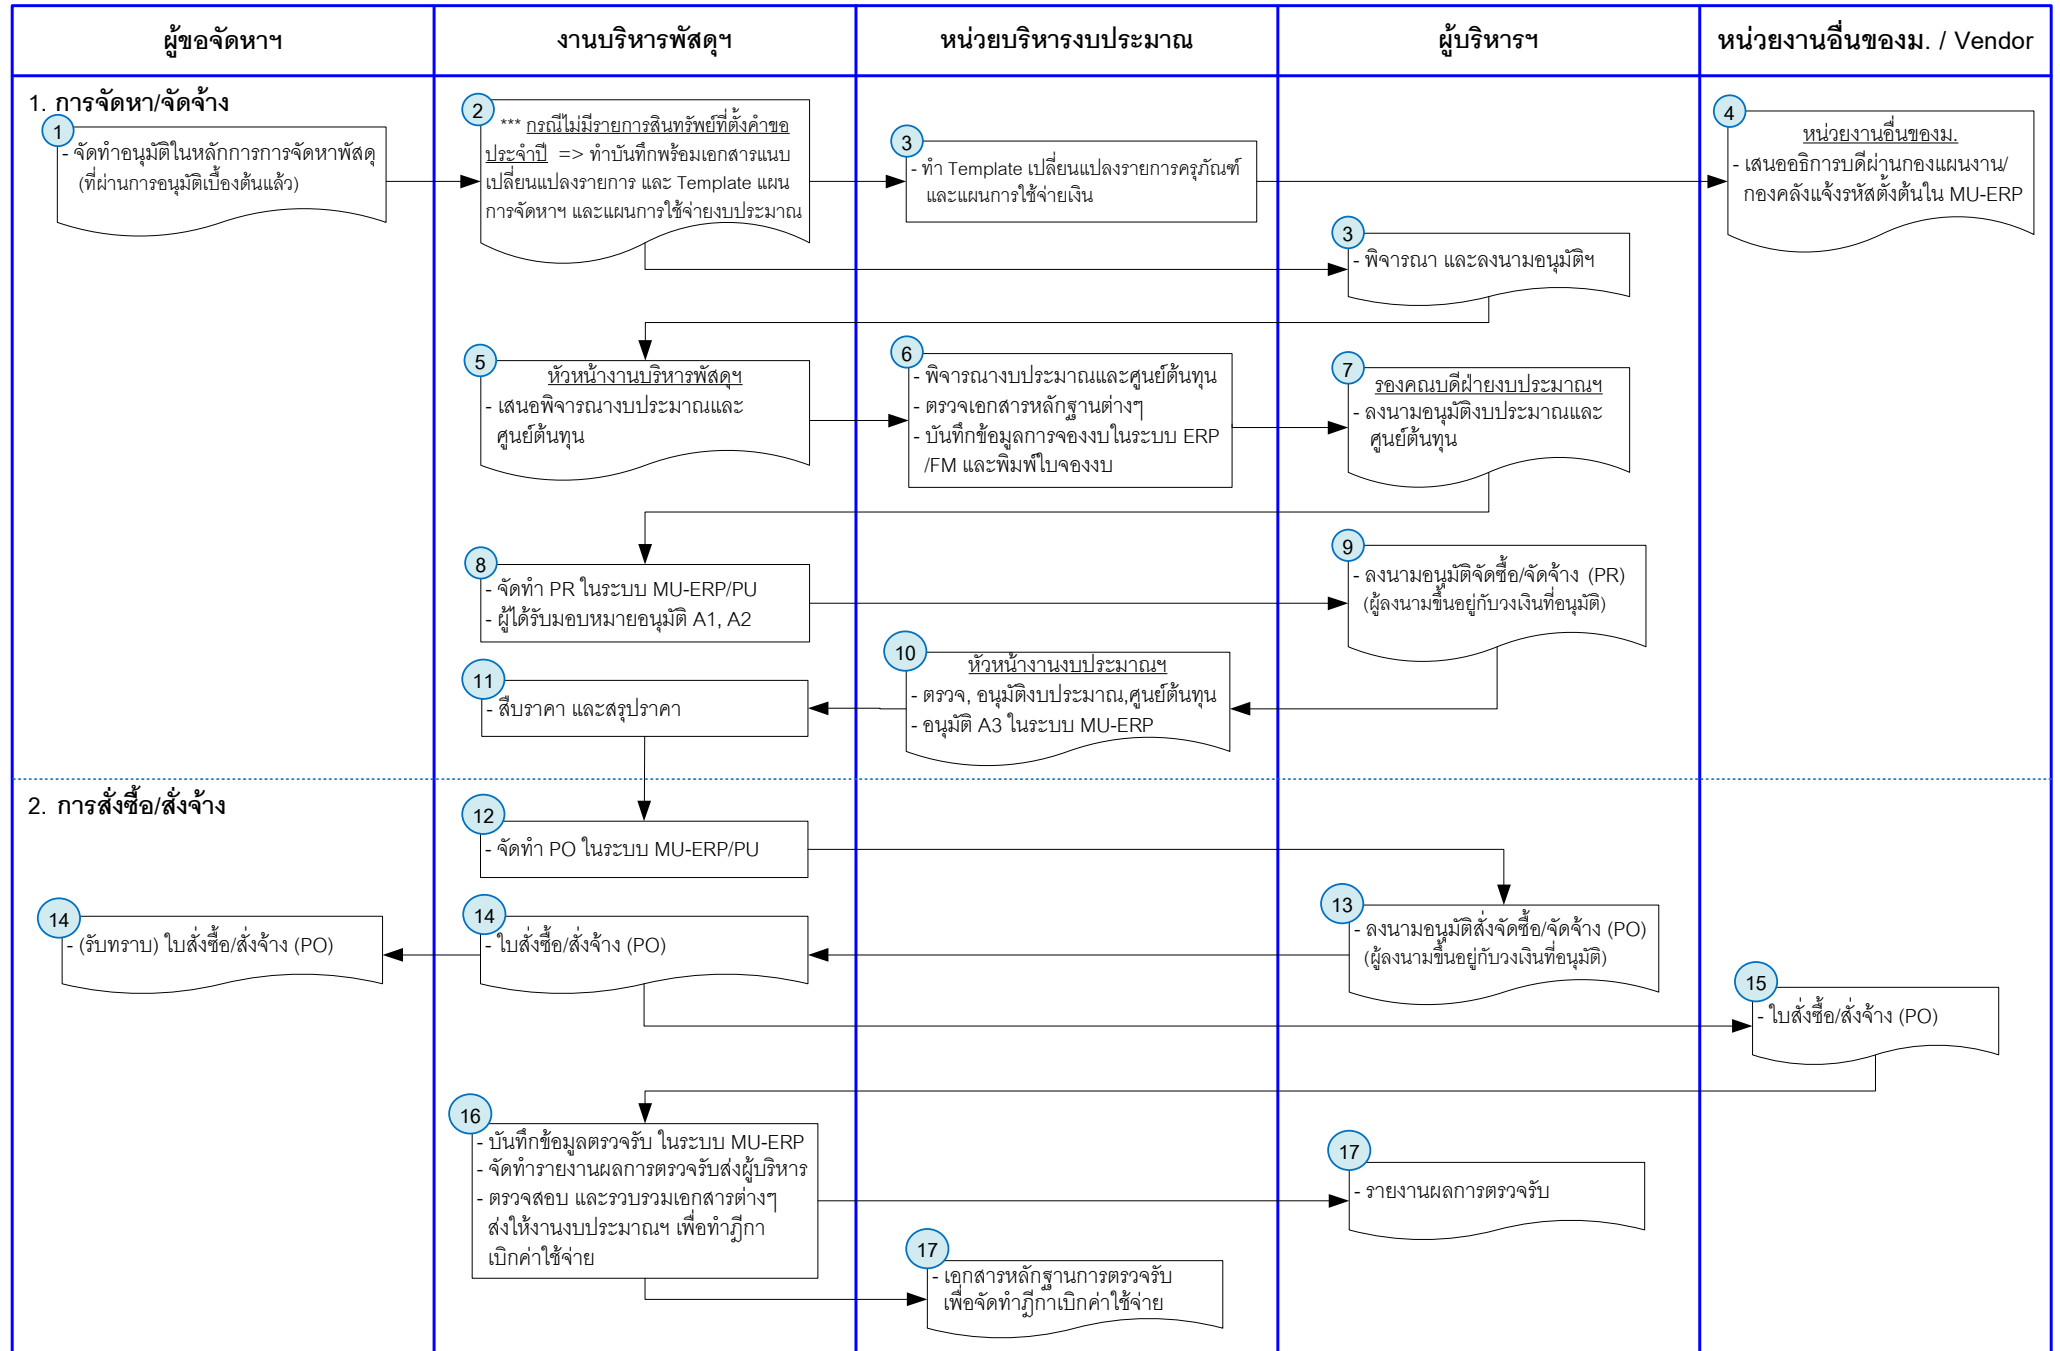 ผู้ขอจัดหาฯ
งานบริหารพัสดุฯ
หน่วยบริหารงบประมาณ
ผู้บริหารฯ
หน่วยงานอื่นของม. / Vendor
1. การจัดหา/จัดจ้าง
1
- จัดทำอนุมัติในหลักการการจัดหาพัสดุ
(ที่ผ่านการอนุมัติเบื้องต้นแล้ว)
2
*** กรณีไม่มีรายการสินทรัพย์ที่ตั้งคำขอ
ประจำปี => ทำบันทึกพร้อมเอกสารแนบ
เปลี่ยนแปลงรายการ และ Template แผน
การจัดหาฯ และแผนการใช้จ่ายงบประมาณ
3
- ทำ Template เปลี่ยนแปลงรายการครุภัณฑ์
และแผนการใช้จ่ายเงิน
4
หน่วยงานอื่นของม.
- เสนออธิการบดีผ่านกองแผนงาน/
กองคลังแจ้งรหัสตั้งต้นใน MU-ERP
3
- พิจารณา และลงนามอนุมัติฯ
5
หัวหน้างานบริหารพัสดุฯ
- เสนอพิจารณางบประมาณและ
ศูนย์ต้นทุน
6
- พิจารณางบประมาณและศูนย์ต้นทุน
- ตรวจเอกสารหลักฐานต่างๆ
- บันทึกข้อมูลการจองงบในระบบ ERP
/FM และพิมพ์ใบจองงบ
7
รองคณบดีฝ่ายงบประมาณฯ
- ลงนามอนุมัติงบประมาณและ
ศูนย์ต้นทุน
8
- จัดทำ PR ในระบบ MU-ERP/PU
- ผู้ได้รับมอบหมายอนุมัติ A1, A2
9
- ลงนามอนุมัติจัดซื้อ/จัดจ้าง (PR)
(ผู้ลงนามขึ้นอยู่กับวงเงินที่อนุมัติ)
10
หัวหน้างานงบประมาณฯ
- ตรวจ, อนุมัติงบประมาณ,ศูนย์ต้นทุน
- อนุมัติ A3 ในระบบ MU-ERP
11
- สืบราคา และสรุปราคา
2. การสั่งซื้อ/สั่งจ้าง
12
- จัดทำ PO ในระบบ MU-ERP/PU
13
- ลงนามอนุมัติสั่งจัดซื้อ/จัดจ้าง (PO)
(ผู้ลงนามขึ้นอยู่กับวงเงินที่อนุมัติ)
14
- (รับทราบ) ใบสั่งซื้อ/สั่งจ้าง (PO)
14
- ใบสั่งซื้อ/สั่งจ้าง (PO)
15
- ใบสั่งซื้อ/สั่งจ้าง (PO)
16
- บันทึกข้อมูลตรวจรับ ในระบบ MU-ERP
- จัดทำรายงานผลการตรวจรับส่งผู้บริหาร
- ตรวจสอบ และรวบรวมเอกสารต่างๆ
ส่งให้งานงบประมาณฯ เพื่อทำฎีกา
เบิกค่าใช้จ่าย
17
- รายงานผลการตรวจรับ
17
- เอกสารหลักฐานการตรวจรับ
เพื่อจัดทำฎีกาเบิกค่าใช้จ่าย